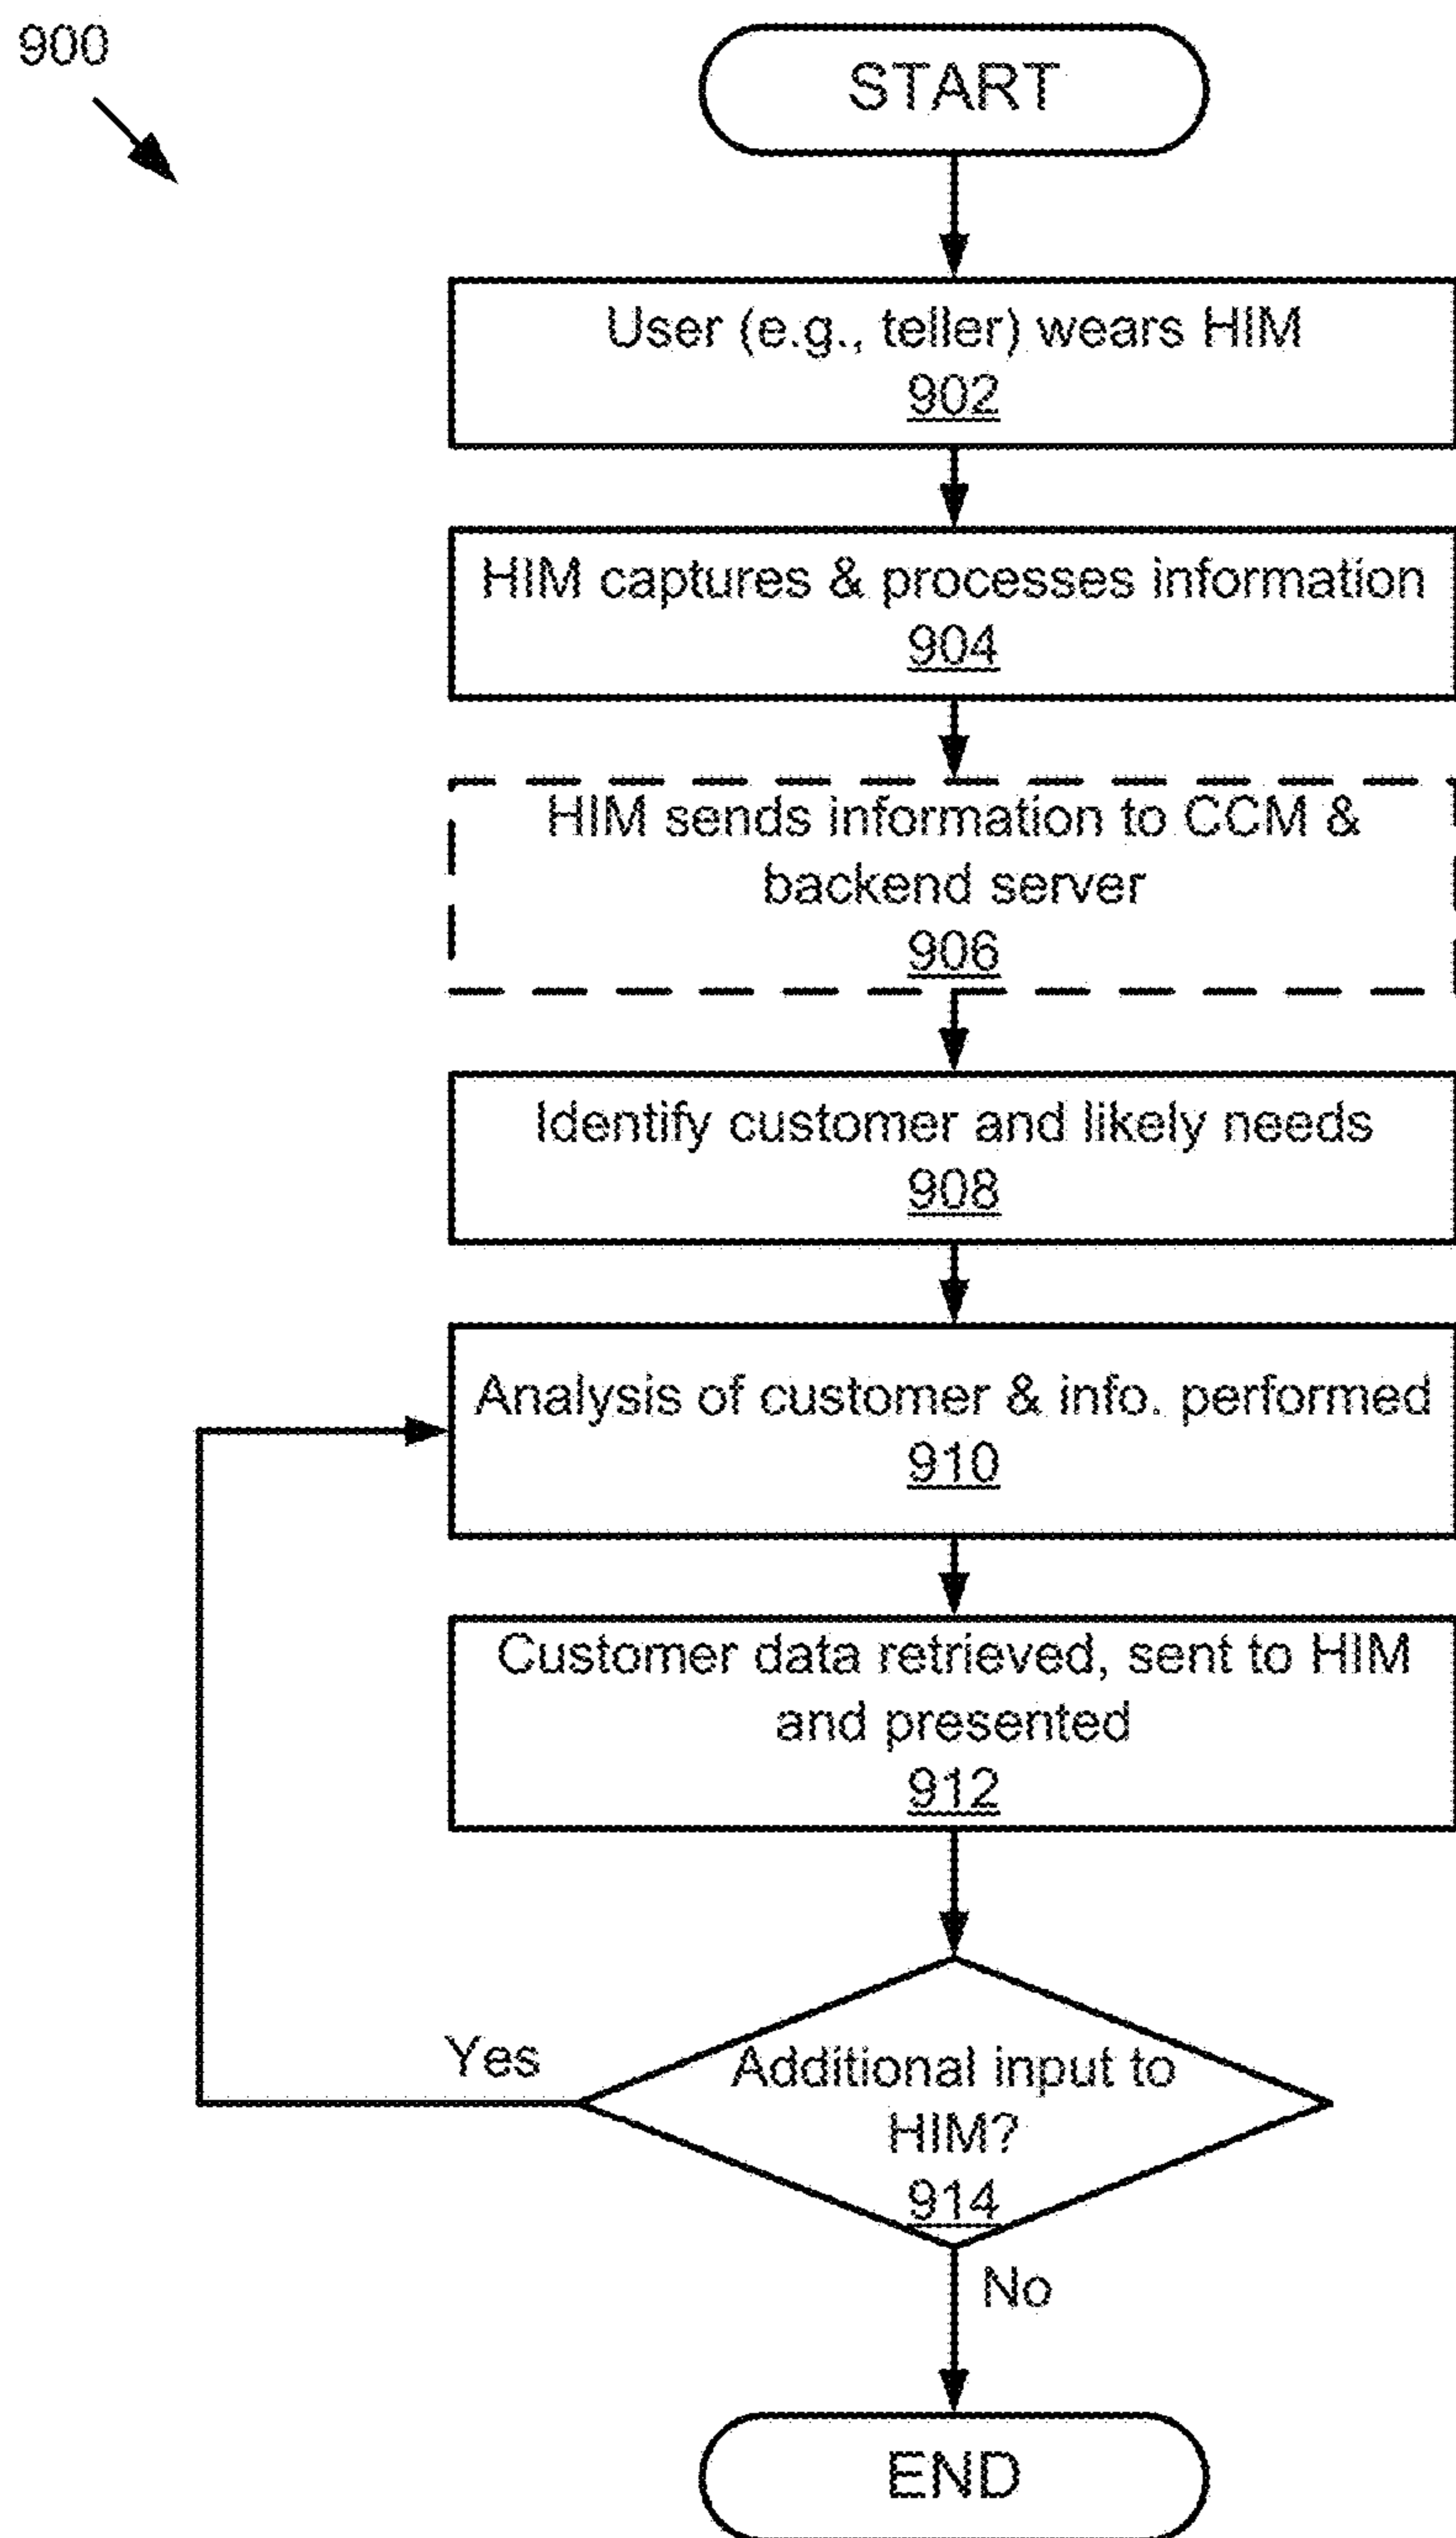 900
START
User (e.g., teller) wears HIM
902
HIM captures & processes information
904
HIM sends information to CCM &
backend server
906
Identify customer and likely needs
908
Analysis of customer & info. performed
910
Customer data retrieved, sent to HIM
and presented
912
Yes
Additional input to
HIM?
914
No
END